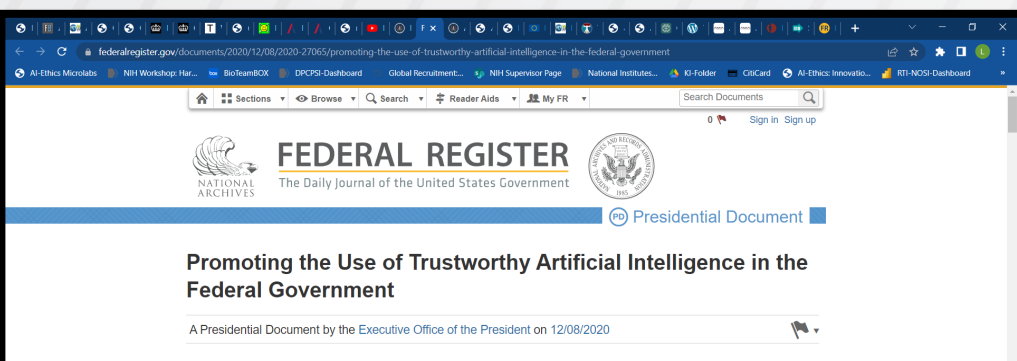 federalregister.gov/documents/2020/12/08/2020-27065/promoting-the-use-of-trustworthy-artificial-intelligence-in-the-federal-government
AI-Ethics Microlabs NIH Workshop: Har... BioTeamBOX DPCPSI-Dashboard Global Recruitment:... NIH Supervisor Page National Institutes... KI-Folder CitiCard AI-Ethics: Innovatio... RTI-NOSI-Dashboard »
Sections Browse Search Reader Aids My FR Search Documents
0 Sign in Sign up
NATIONAL ARCHIVES
FEDERAL REGISTER
The Daily Journal of the United States Government
PD Presidential Document
Promoting the Use of Trustworthy Artificial Intelligence in the
Federal Government
A Presidential Document by the Executive Office of the President on 12/08/2020